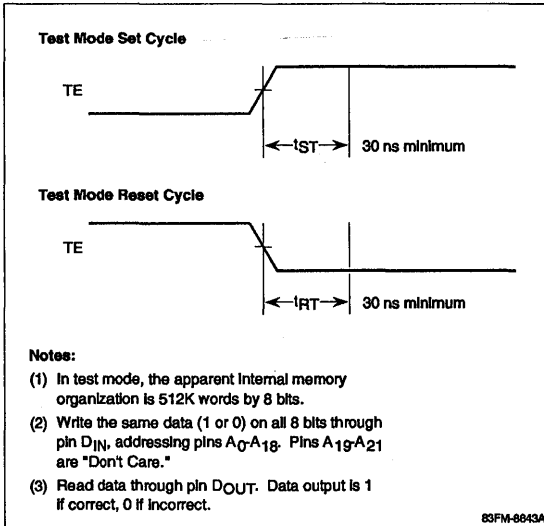 Test Mode Set Cycle
TE
tST
30 ns minimum
Test Mode Reset Cycle
TE
tRT
30 ns minimum
Notes:
(1) In test mode, the apparent internal memory
organization is 512K words by 8 bits.
(2) Write the same data (1 or 0) on all 8 bits through
pin DIN, addressing pins A0-A18. Pins A19-A21
are "Don't Care."
(3) Read data through pin DOUT. Data output is 1
if correct, 0 if incorrect.
83FM-8843A